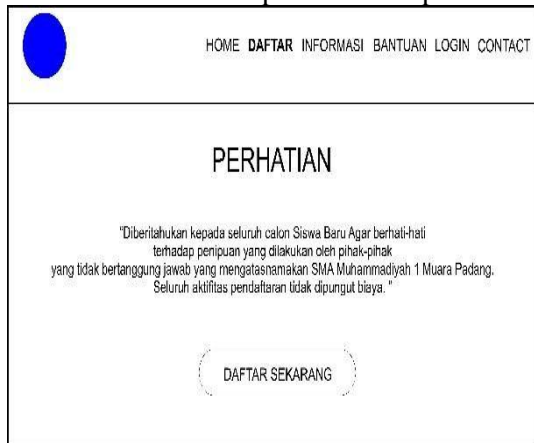 HOME DAFTAR INFORMASI BANTUAN LOGIN CONTACT
PERHATIAN
"Diberitahukan kepada seluruh calon Siswa Baru Agar berhati-hati
terhadap penipuan yang dilakukan oleh pihak-pihak
yang tidak bertanggung jawab yang mengatasnamakan SMA Muhammadiyah 1 Muara Padang.
Seluruh aktifitas pendaftaran tidak dipungut biaya. "
DAFTAR SEKARANG